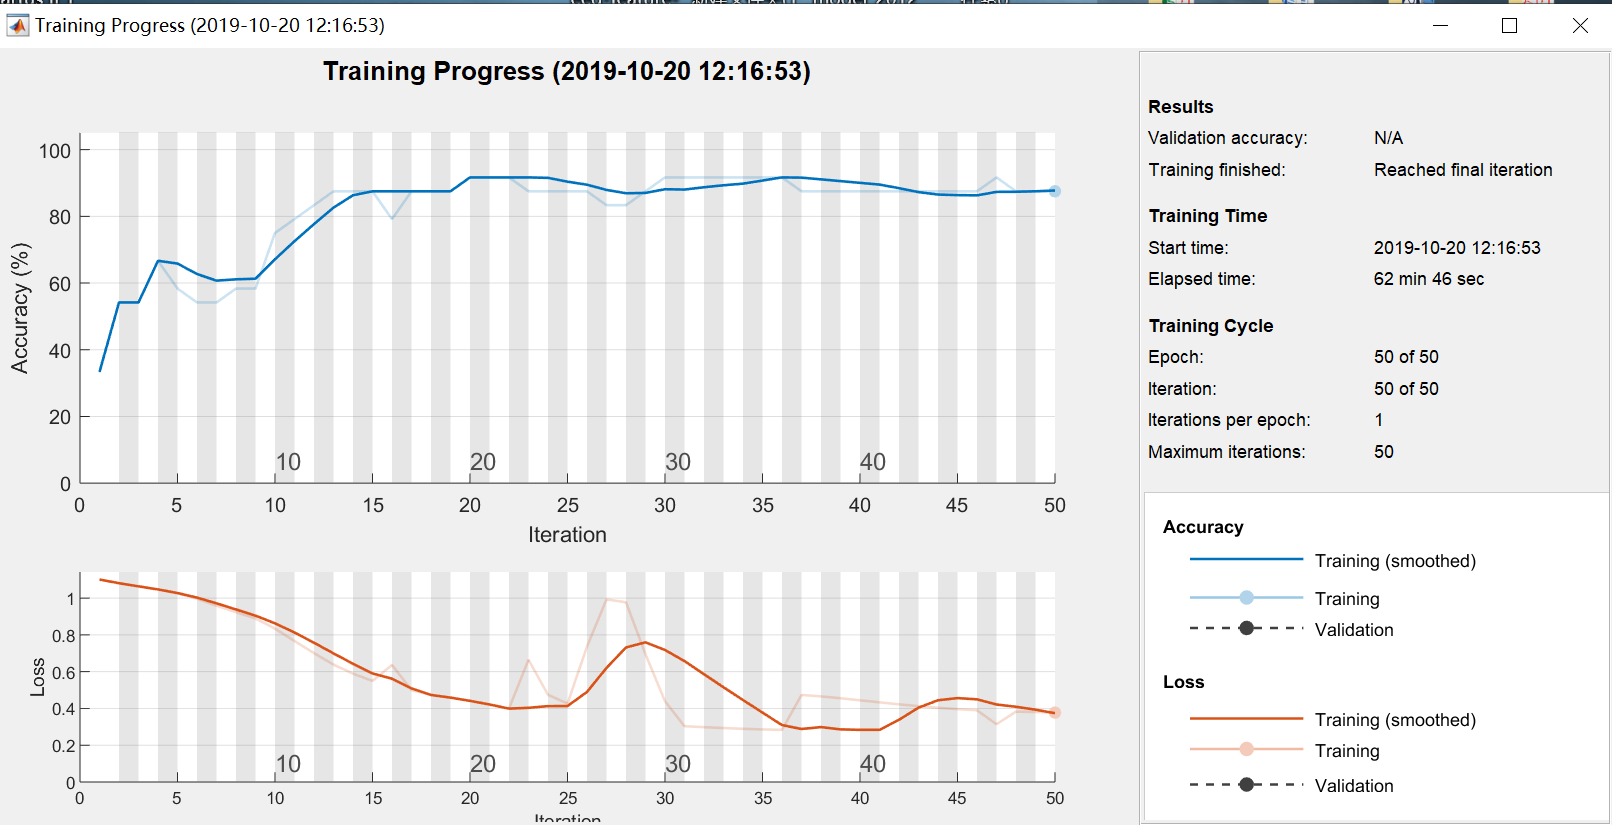 Training Progress (2019-10-20 12:16:53)
Training Progress (2019-10-20 12:16:53)
100
80
60
40
20
0
Accuracy (%)
10 20 30 40
0 5 10 15 20 25 30 35 40 45 50
Iteration
1
0.8
0.6
0.4
0.2
0
Loss
10 20 30 40
0 5 10 15 20 25 30 35 40 45 50
Iteration
Results
Validation accuracy: N/A
Training finished: Reached final iteration
Training Time
Start time: 2019-10-20 12:16:53
Elapsed time: 62 min 46 sec
Training Cycle
Epoch: 50 of 50
Iteration: 50 of 50
Iterations per epoch: 1
Maximum iterations: 50
Accuracy
Training (smoothed)
Training
Validation
Loss
Training (smoothed)
Training
Validation